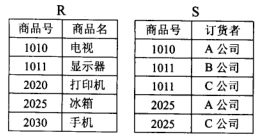 R
S
商品号 商品名
1010 电视
1011 显示器
2020 打印机
2025 冰箱
2030 手机
商品号 订货者
1010 A 公司
1011 B 公司
1011 C 公司
2025 A 公司
2025 C 公司